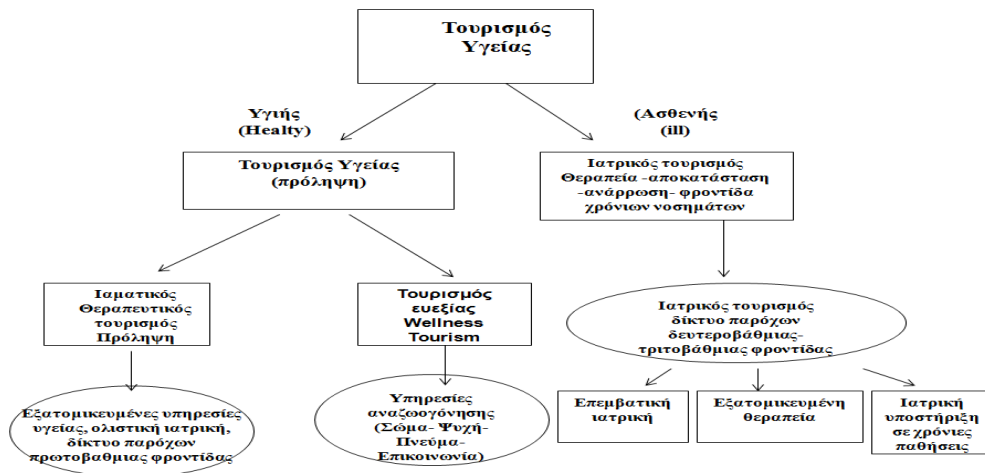 Τουρισμός
Υγείας
Υγιής
(Healty)
(Ασθενής
(ill)
Τουρισμός Υγείας
(πρόληψη)
Ιατρικός τουρισμός
Θεραπεία -αποκατάσταση
-ανάρρωση- φροντίδα
χρόνιων νοσημάτων
Ιαματικός
Θεραπευτικός
τουρισμός
Πρόληψη
Τουρισμός
ευεξίας
Wellness
Tourism
Ιατρικός τουρισμός
δίκτυο παρόχων
δευτεροβάθμιας-
τριτοβάθμιας φροντίδας
Εξατομικευμένες υπηρεσίες
υγείας, ολιστική ιατρική,
δίκτυο παρόχων
πρωτοβαθμιας φροντίδας
Υπηρεσίες
αναζωογόνησης
(Σώμα- Ψυχή-
Πνεύμα-
Επικοινωνία)
Επεμβατική
ιατρική
Εξατομικευμένη
θεραπεία
Ιατρική
υποστήριξη
σε χρόνιες
παθήσεις